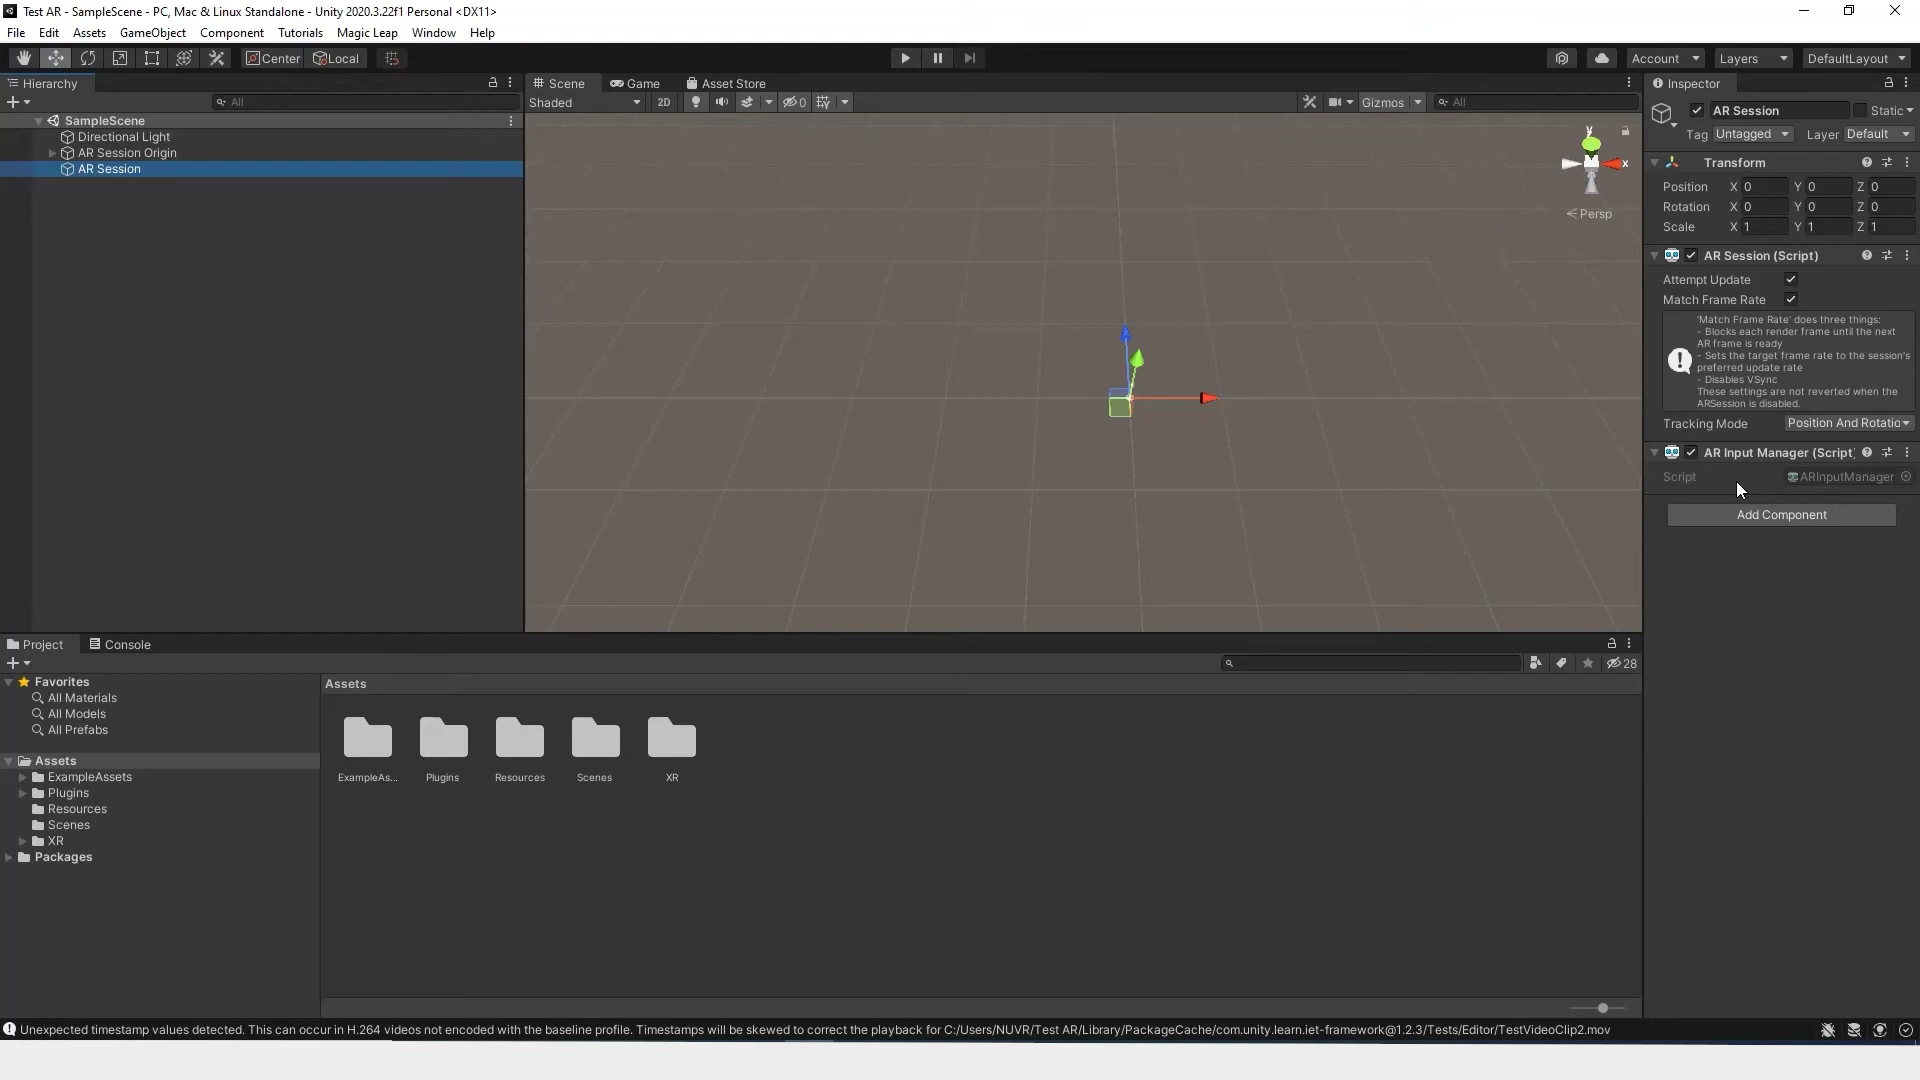 Test AR - SampleScene - PC, Mac & Linux Standalone - Unity 2020.3.22f1 Personal <DX11>
File Edit Assets GameObject Component Tutorials Magic Leap Window Help
Center Local Account Layers DefaultLayout
Hierarchy
All
SampleScene
Directional Light
AR Session Origin
AR Session
Scene Game Asset Store
Shaded 2D 0 Gizmos All
y
x
Persp
Inspector
AR Session Static
Tag Untagged Layer Default
Transform
Position X 0 Y 0 Z 0
Rotation X 0 Y 0 Z 0
Scale X 1 Y 1 Z 1
AR Session (Script)
Attempt Update
Match Frame Rate
'Match Frame Rate' does three things:
- Blocks each render frame until the next
AR frame is ready
- Sets the target frame rate to the session's
preferred update rate
- Disables VSync
These settings are not reverted when the
ARSession is disabled.
Tracking Mode Position And Rotatio
AR Input Manager (Script)
Script ARInputManager
Add Component
Project Console
28
Favorites
All Materials
All Models
All Prefabs
Assets
ExampleAssets
Plugins
Resources
Scenes
XR
Packages
Assets
ExampleAs... Plugins Resources Scenes XR
Unexpected timestamp values detected. This can occur in H.264 videos not encoded with the baseline profile. Timestamps will be skewed to correct the playback for C:/Users/NUVR/Test AR/Library/PackageCache/com.unity.learn.iet-framework@1.2.3/Tests/Editor/TestVideoClip2.mov